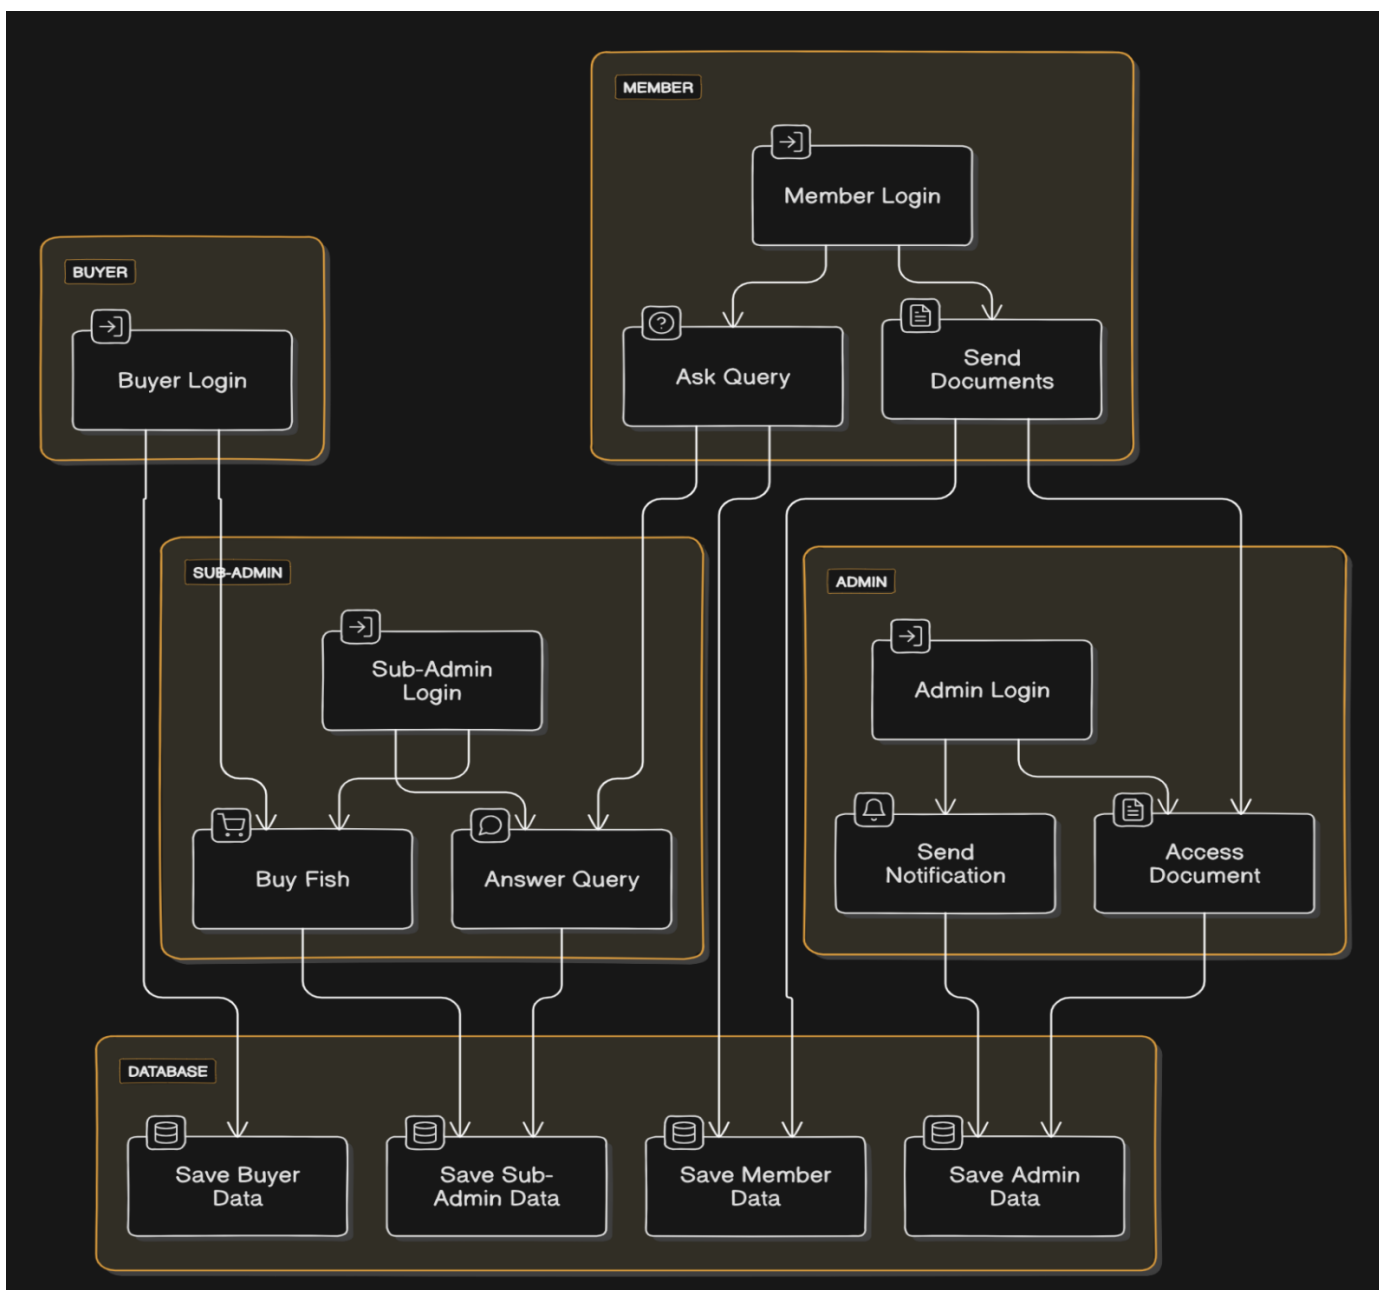 MEMBER
Member Login
BUYER
Buyer Login
Ask Query
Send
Documents
SUB-ADMIN
Sub-Admin
Login
Buy Fish
Answer Query
ADMIN
Admin Login
Send
Notification
Access
Document
DATABASE
Save Buyer
Data
Save Sub-
Admin Data
Save Member
Data
Save Admin
Data